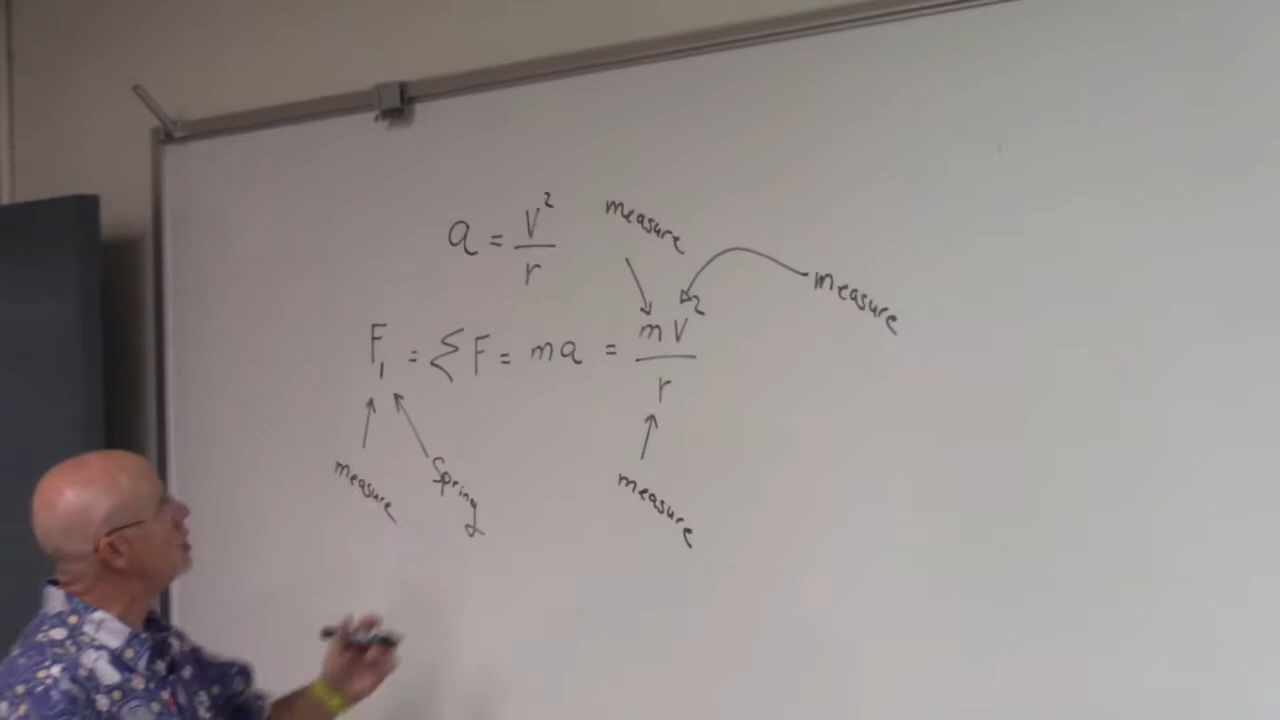 a = v²/r
measure
measure
F₁ = ΣF = ma = mv²/r
measure
Spring
measure